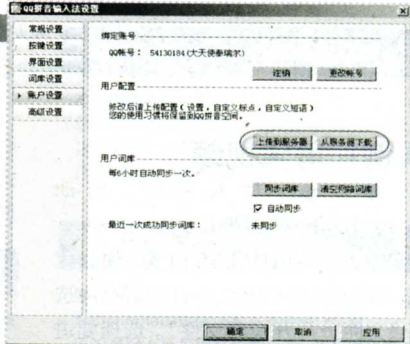 QQ拼音输入法设置
常规设置
按键设置
界面设置
词库设置
账户设置
高级设置
绑定账号
QQ帐号： 54130184(大天使泰瑞尔)
注销
更改帐号
用户配置
修改后请上传配置（设置，自定义标点，自定义短语）
您的使用习惯将保留到QQ拼音空间。
上传到服务器
从服务器下载
用户词库
每6小时自动同步一次。
同步词库
清空网络词库
自动同步
最近一次成功同步词库：
未同步
确定
取消
应用